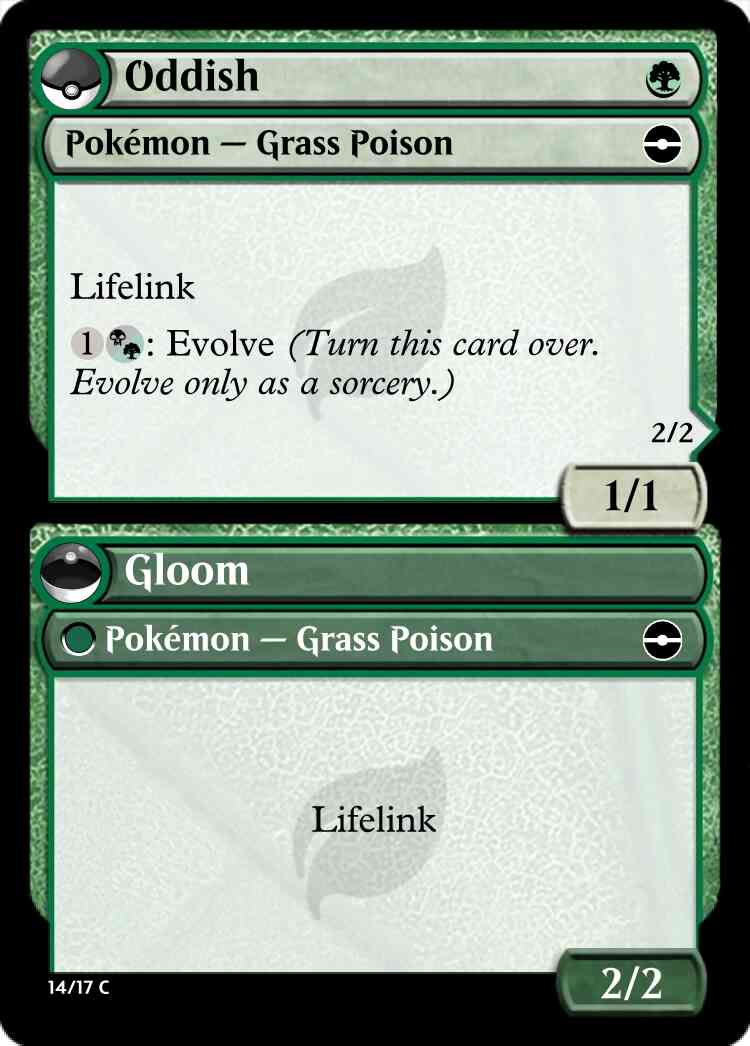 Oddish
Pokémon — Grass Poison
Lifelink
1: Evolve (Turn this card over.
Evolve only as a sorcery.)
2/2
1/1
Gloom
Pokémon — Grass Poison
Lifelink
14/17 C
2/2